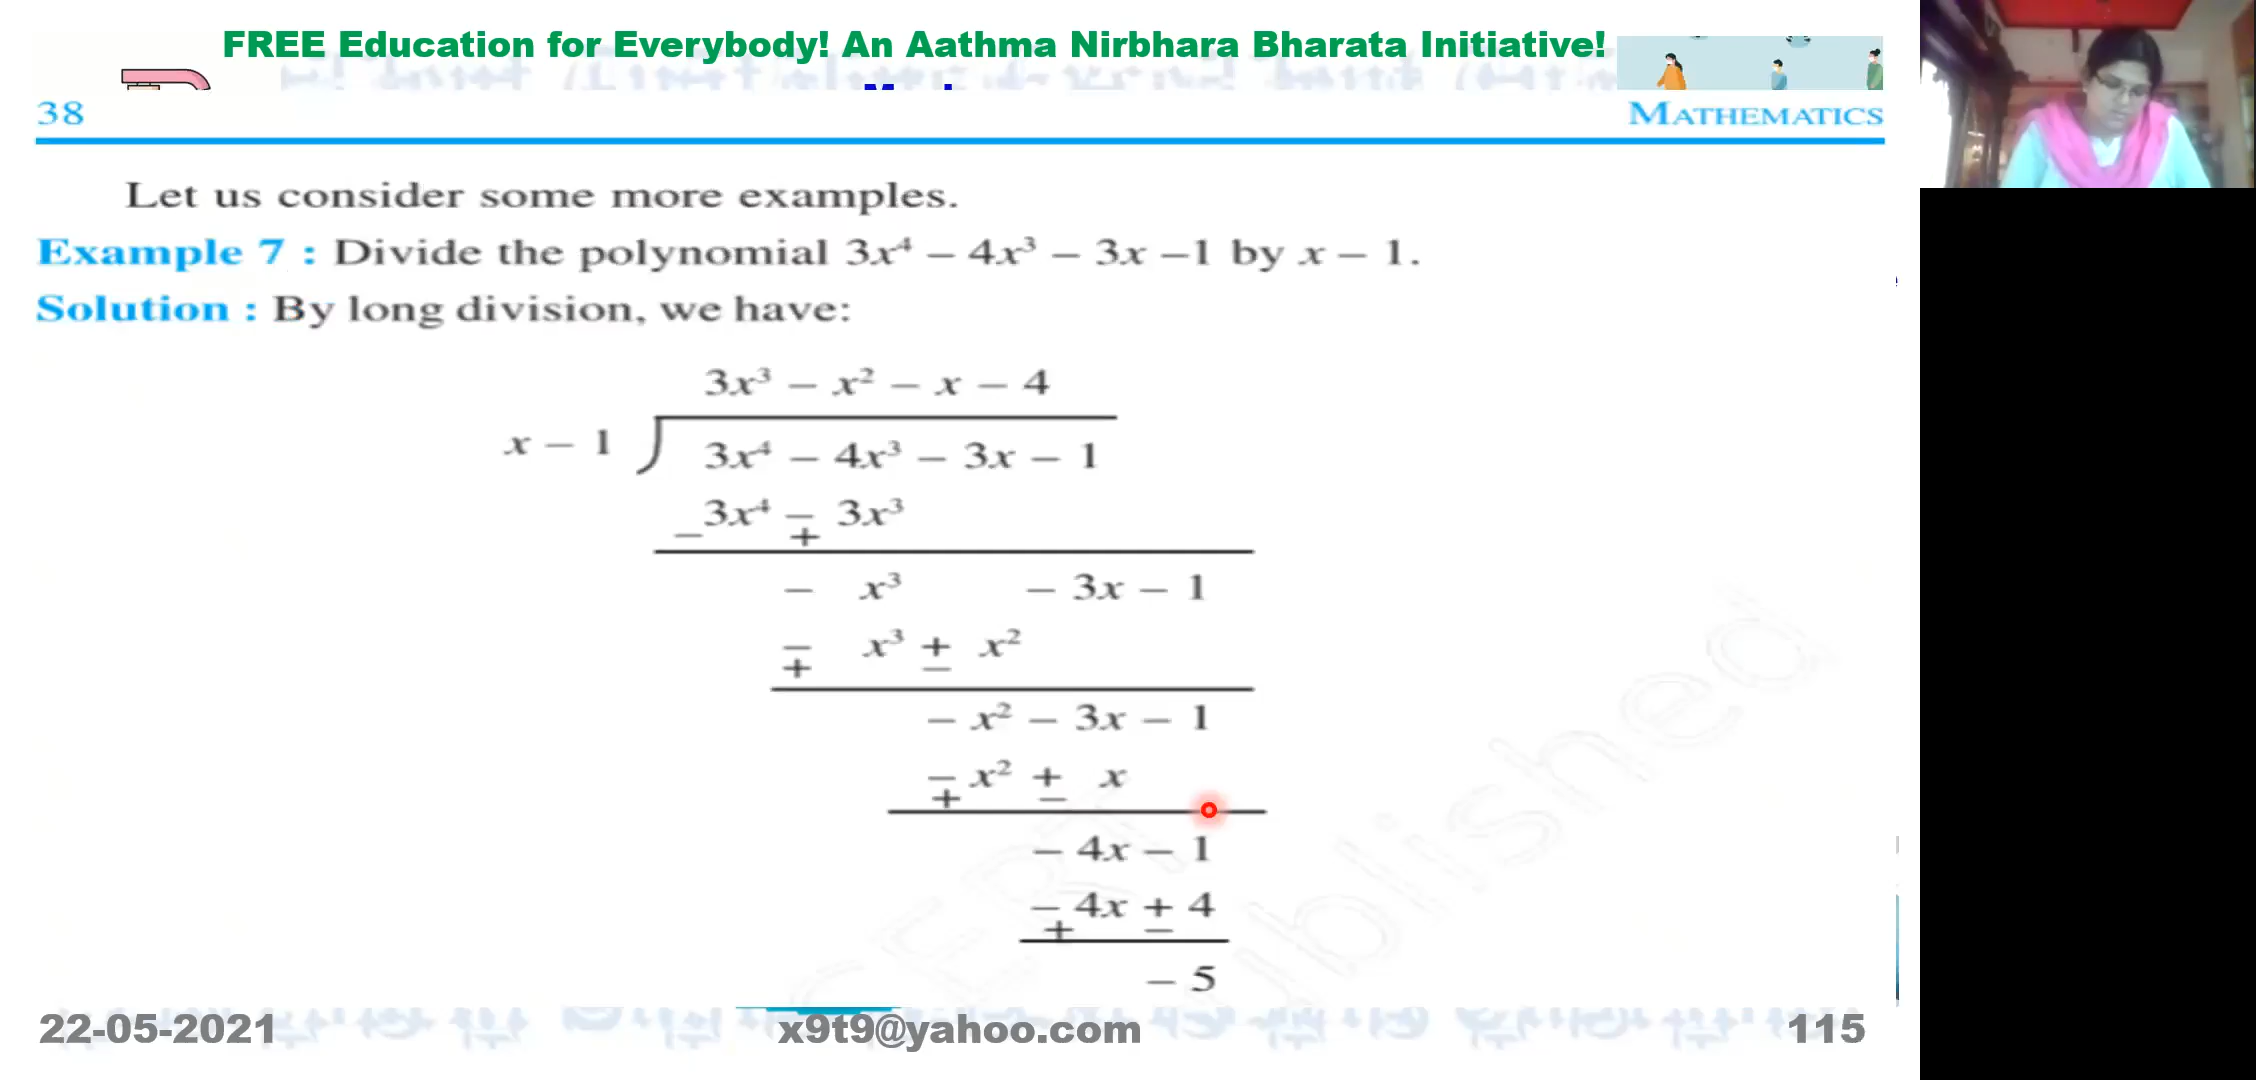 FREE Education for Everybody! An Aathma Nirbhara Bharata Initiative!
38 MATHEMATICS
Let us consider some more examples.
Example 7 : Divide the polynomial 3x⁴ – 4x³ – 3x –1 by x – 1.
Solution : By long division, we have:
3x³ – x² – x – 4
x – 1 3x⁴ – 4x³ – 3x – 1
3x⁴ – 3x³
– +
– x³ – 3x – 1
– x³ + x²
+ –
– x² – 3x – 1
– x² + x
+ –
– 4x – 1
– 4x + 4
+ –
– 5
22-05-2021 x9t9@yahoo.com 115